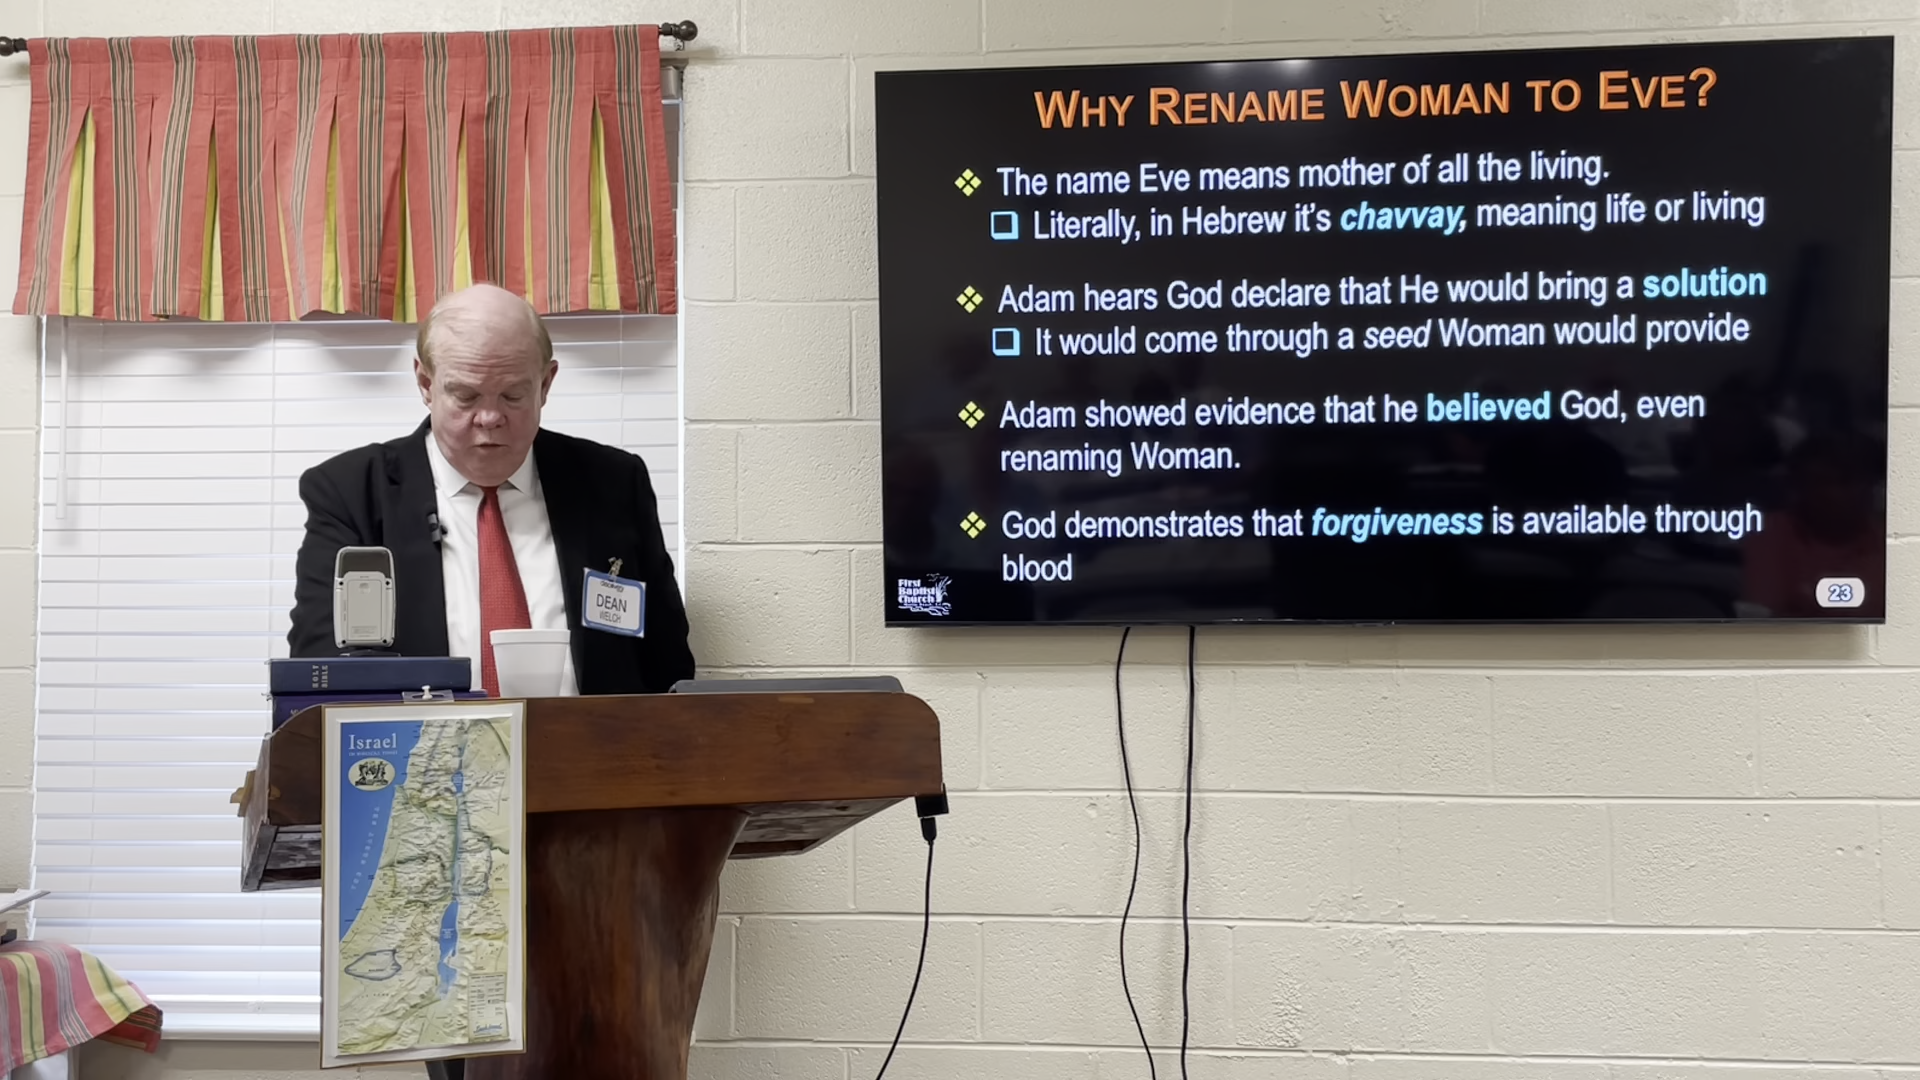 WHY RENAME WOMAN TO EVE?
The name Eve means mother of all the living.
Literally, in Hebrew it's chavvay, meaning life or living
Adam hears God declare that He would bring a solution
It would come through a seed Woman would provide
Adam showed evidence that he believed God, even
renaming Woman.
God demonstrates that forgiveness is available through
blood
First
Baptist
Church
23
DEAN
WELCH
HOLY
BIBLE
Israel